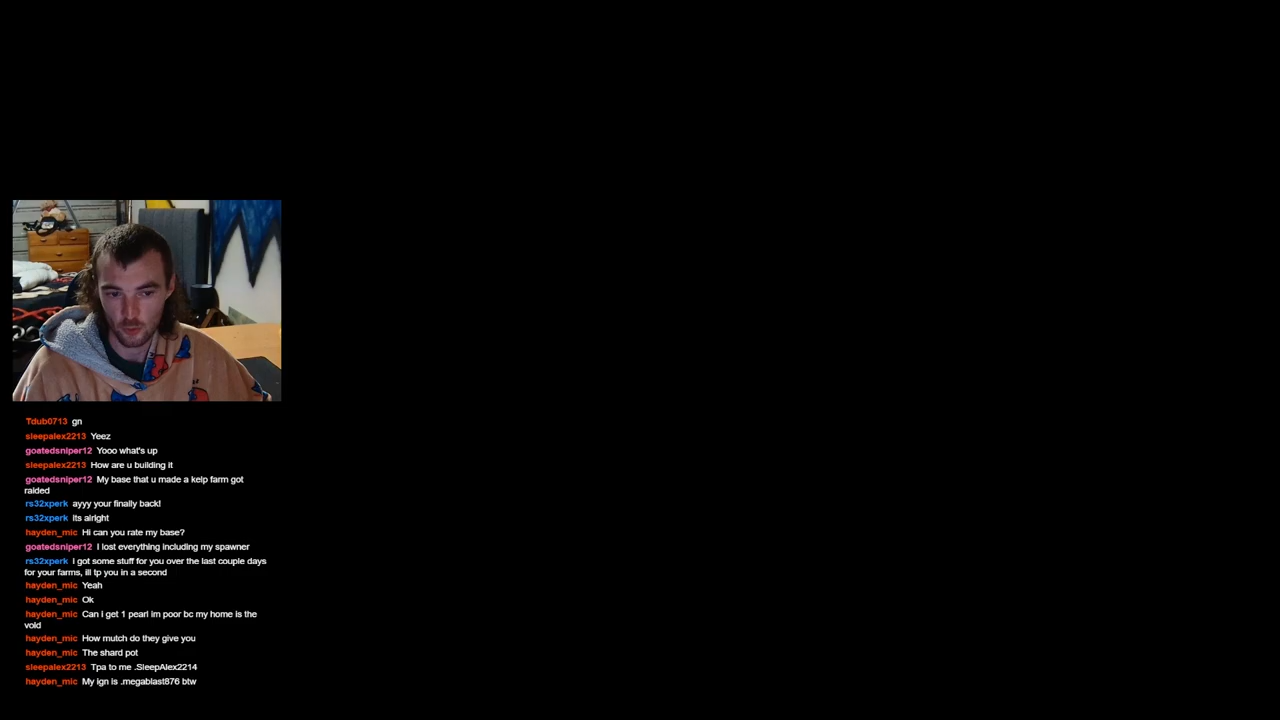 Tdub0713 gn
sleepalex2213 Yeez
goatedsniper12 Yooo what's up
sleepalex2213 How are u building it
goatedsniper12 My base that u made a kelp farm got
raided
rs32xperk ayyy your finally back!
rs32xperk its alright
hayden_mic Hi can you rate my base?
goatedsniper12 I lost everything including my spawner
rs32xperk I got some stuff for you over the last couple days
for your farms, ill tp you in a second
hayden_mic Yeah
hayden_mic Ok
hayden_mic Can i get 1 pearl im poor bc my home is the
void
hayden_mic How mutch do they give you
hayden_mic The shard pot
sleepalex2213 Tpa to me .SleepAlex2214
hayden_mic My ign is .megablast876 btw